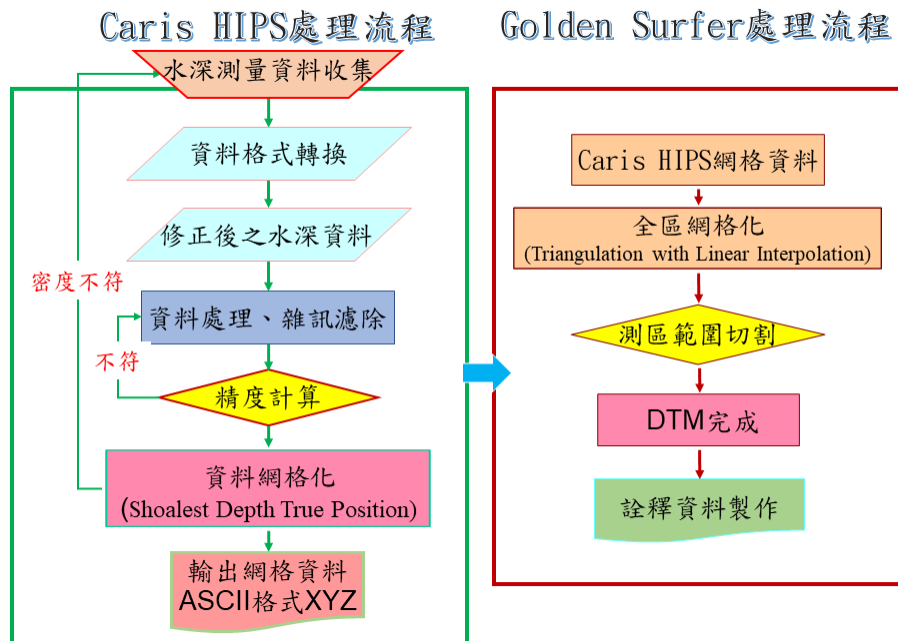 Caris HIPS處理流程
水深測量資料收集
資料格式轉換
修正後之水深資料
密度不符
資料處理、雜訊濾除
不符
精度計算
資料網格化
(Shoalest Depth True Position)
輸出網格資料
ASCII格式XYZ
Golden Surfer處理流程
Caris HIPS網格資料
全區網格化
(Triangulation with Linear Interpolation)
測區範圍切割
DTM完成
詮釋資料製作